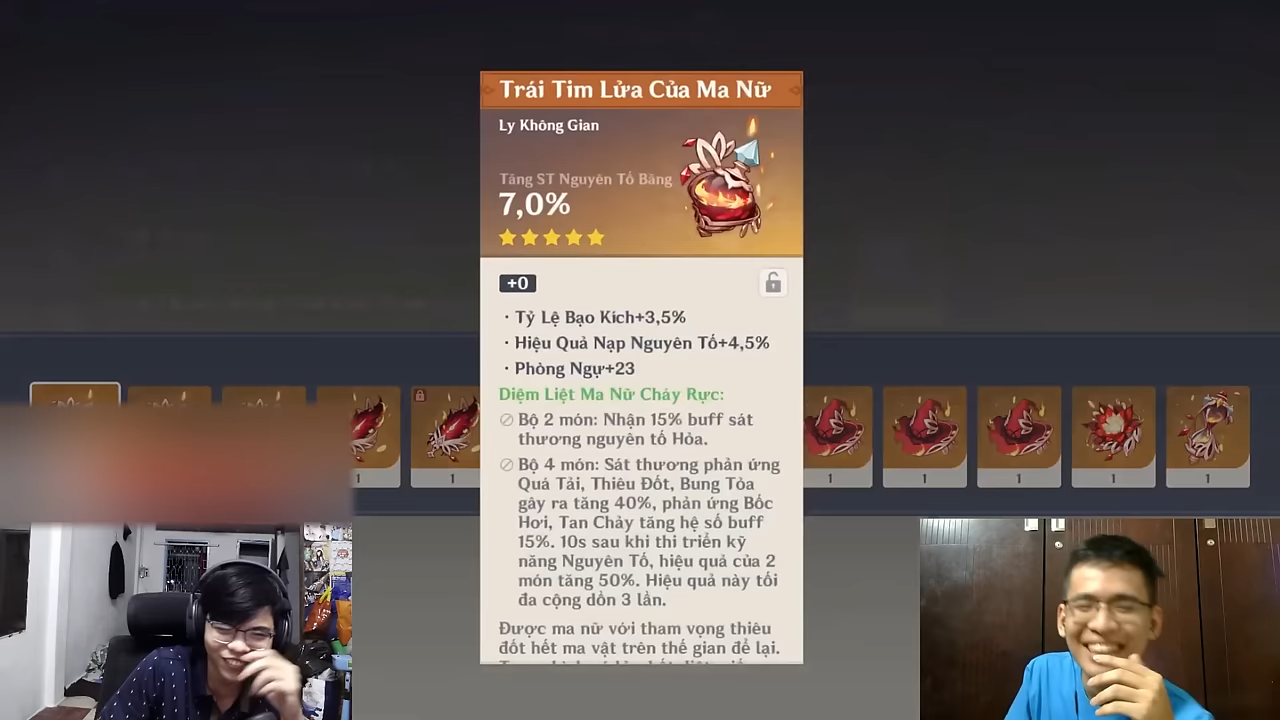 Trái Tim Lửa Của Ma Nữ
Ly Không Gian
Tăng ST Nguyên Tố Băng
7,0%
+0
· Tỷ Lệ Bạo Kích+3,5%
· Hiệu Quả Nạp Nguyên Tố+4,5%
· Phòng Ngự+23
Diệm Liệt Ma Nữ Cháy Rực:
Bộ 2 món: Nhận 15% buff sát
thương nguyên tố Hỏa.
Bộ 4 món: Sát thương phản ứng
Quá Tải, Thiêu Đốt, Bung Tỏa
gây ra tăng 40%, phản ứng Bốc
Hơi, Tan Chảy tăng hệ số buff
15%. 10s sau khi thi triển kỹ
năng Nguyên Tố, hiệu quả của 2
món tăng 50%. Hiệu quả này tối
đa cộng dồn 3 lần.
Được ma nữ với tham vọng thiêu
đốt hết ma vật trên thế gian để lại.
1
1
1
1
1
1
1